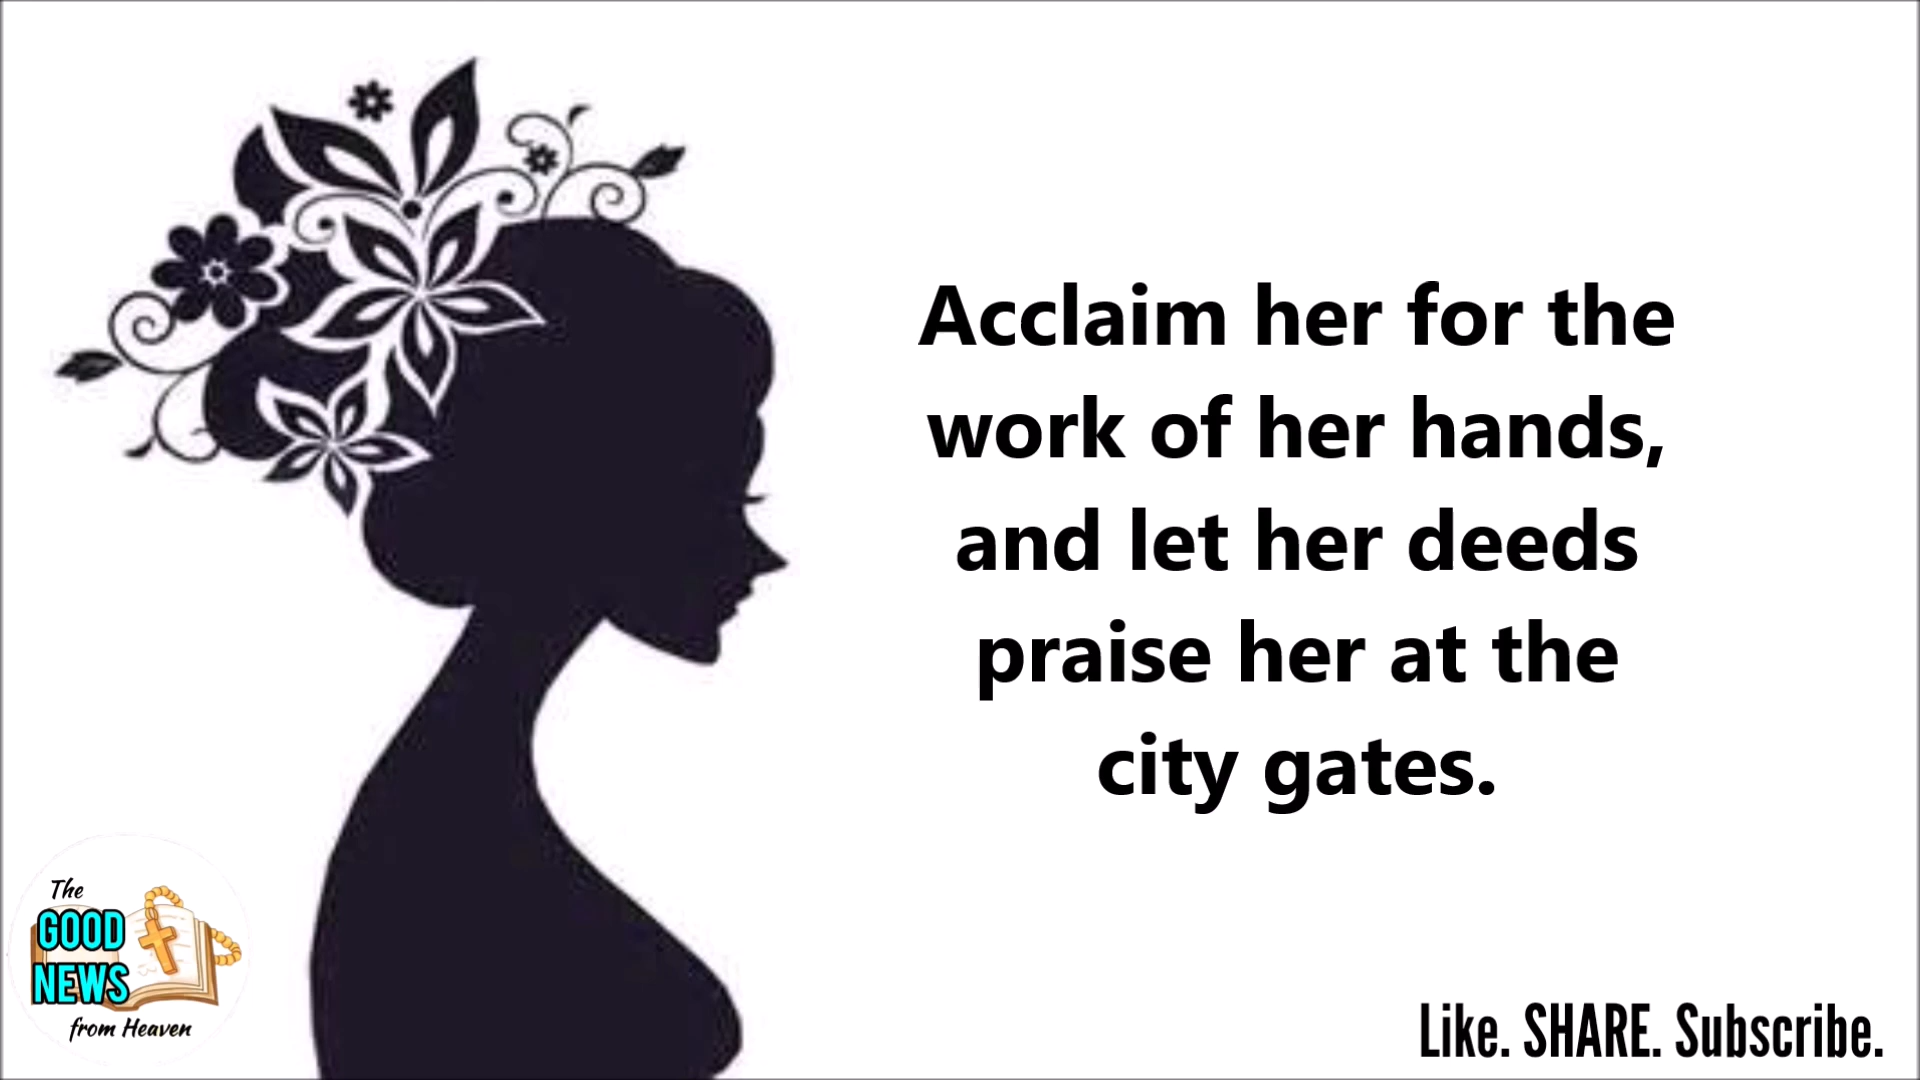 Acclaim her for the
work of her hands,
and let her deeds
praise her at the
city gates.
The
GOOD
NEWS
from Heaven
Like. SHARE. Subscribe.